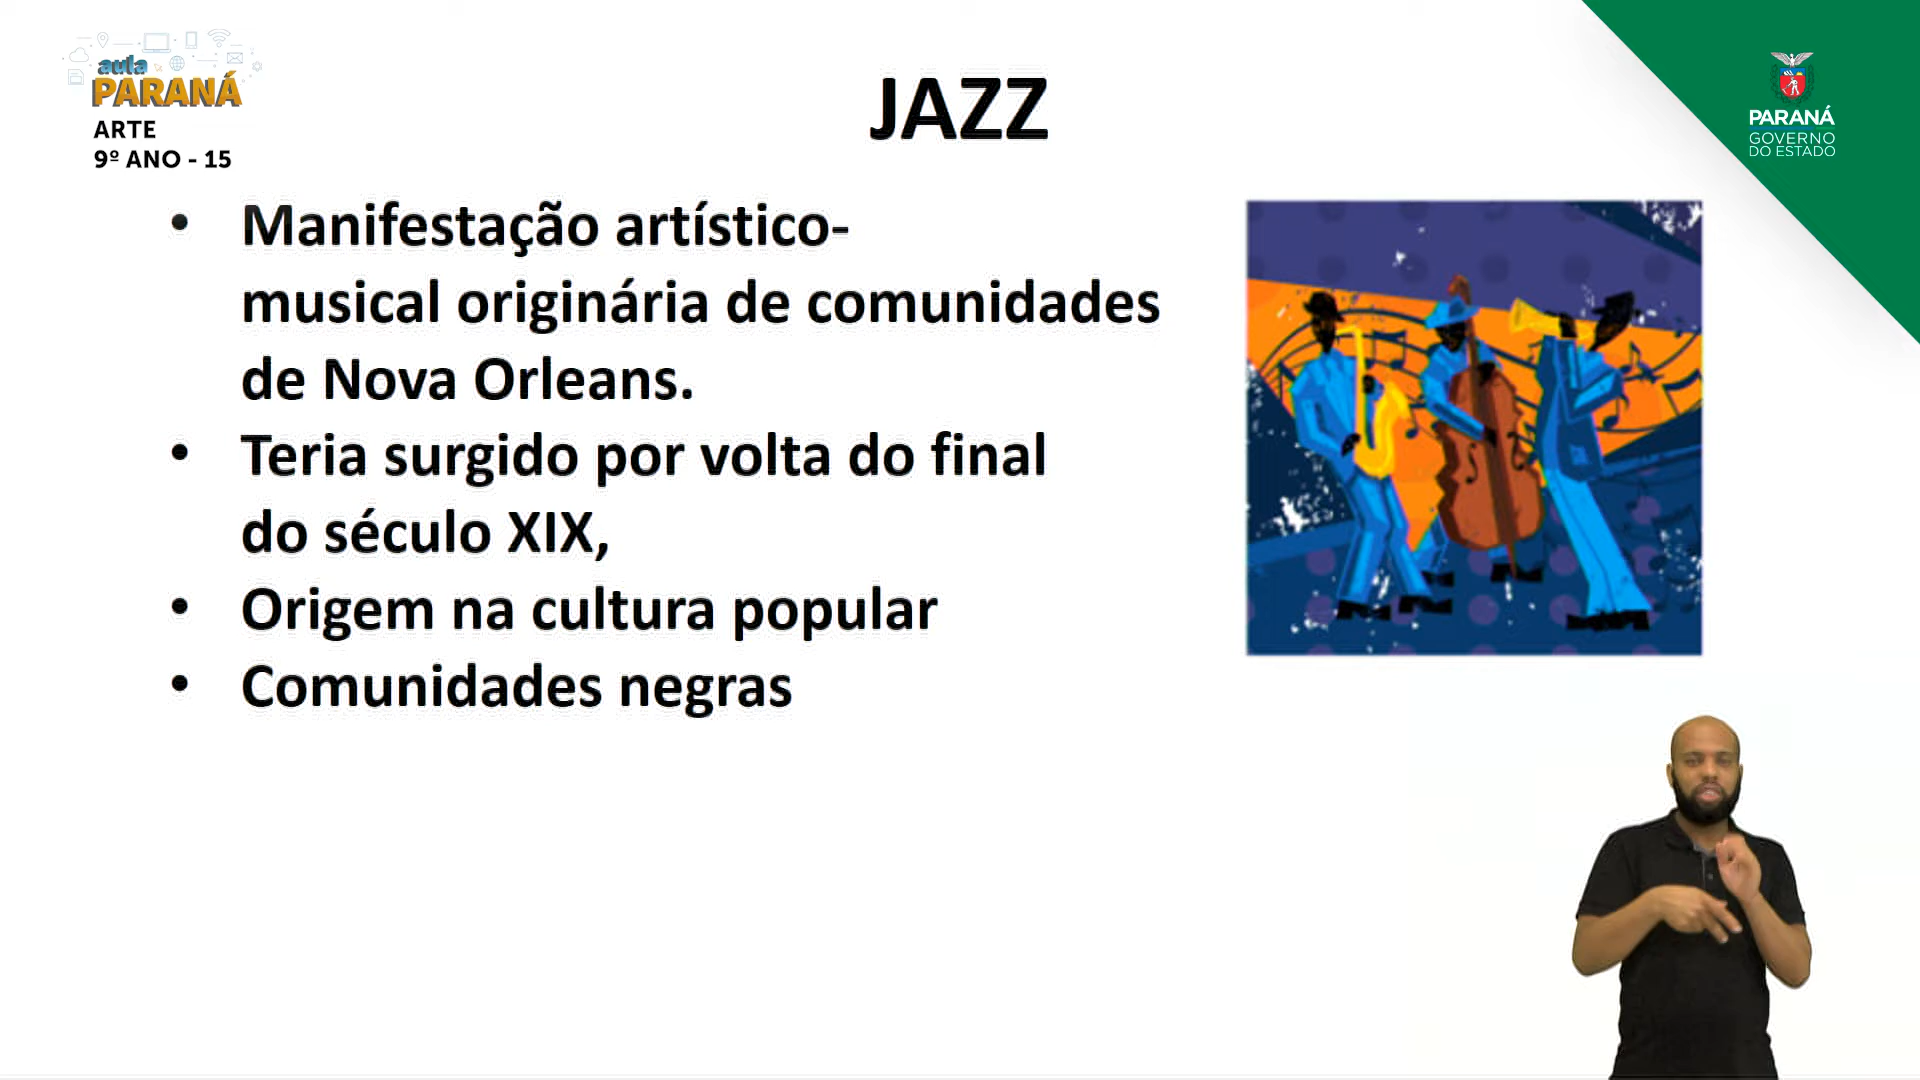 aula
PARANÁ
ARTE
9º ANO - 15
JAZZ
PARANÁ
GOVERNO
DO ESTADO
• Manifestação artístico-
musical originária de comunidades
de Nova Orleans.
• Teria surgido por volta do final
do século XIX,
• Origem na cultura popular
• Comunidades negras